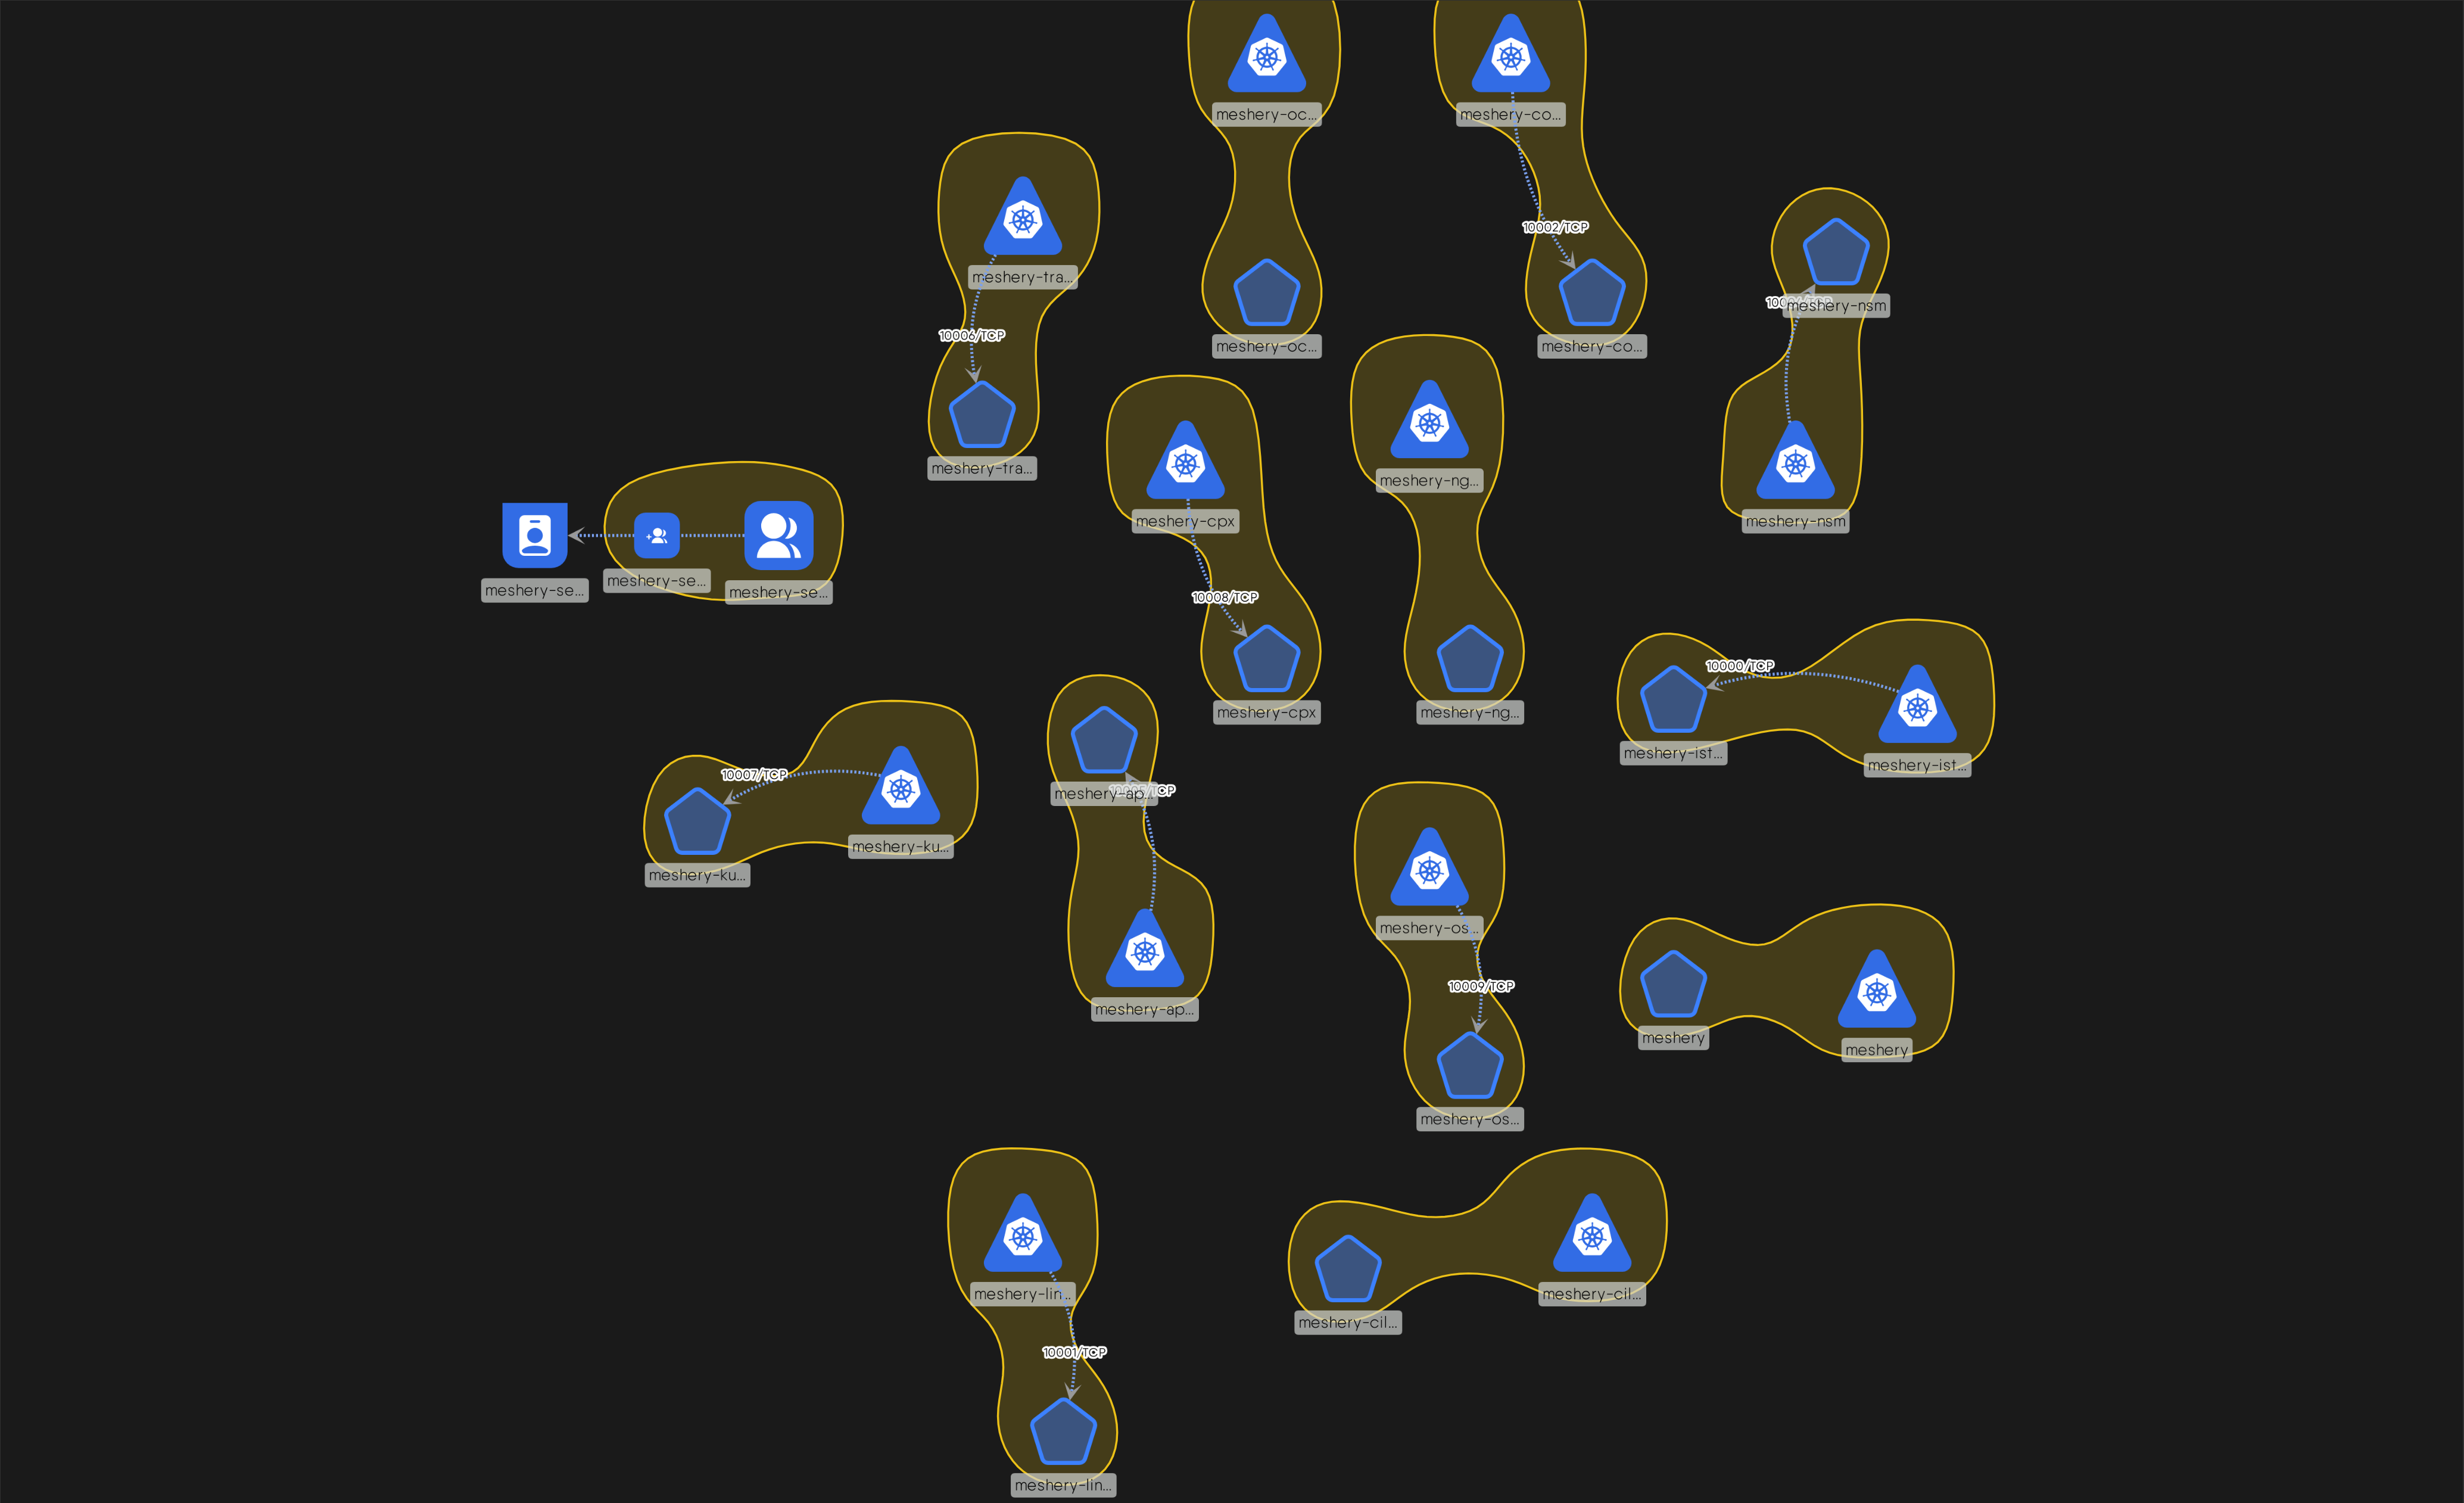 meshery-oc...
meshery-co...
10002/TCP
meshery-oc...
meshery-co...
meshery-tra...
10006/TCP
meshery-tra...
meshery-nsm
meshery-nsm
meshery-cpx
10008/TCP
meshery-cpx
meshery-ng...
meshery-ng...
meshery-se...
meshery-se...
meshery-se...
10000/TCP
meshery-ist...
meshery-ist...
10007/TCP
meshery-ku...
meshery-ku...
meshery-ap...
meshery-ap...
meshery-os...
10009/TCP
meshery-os...
meshery
meshery
meshery-lin...
10001/TCP
meshery-lin...
meshery-cil...
meshery-cil...